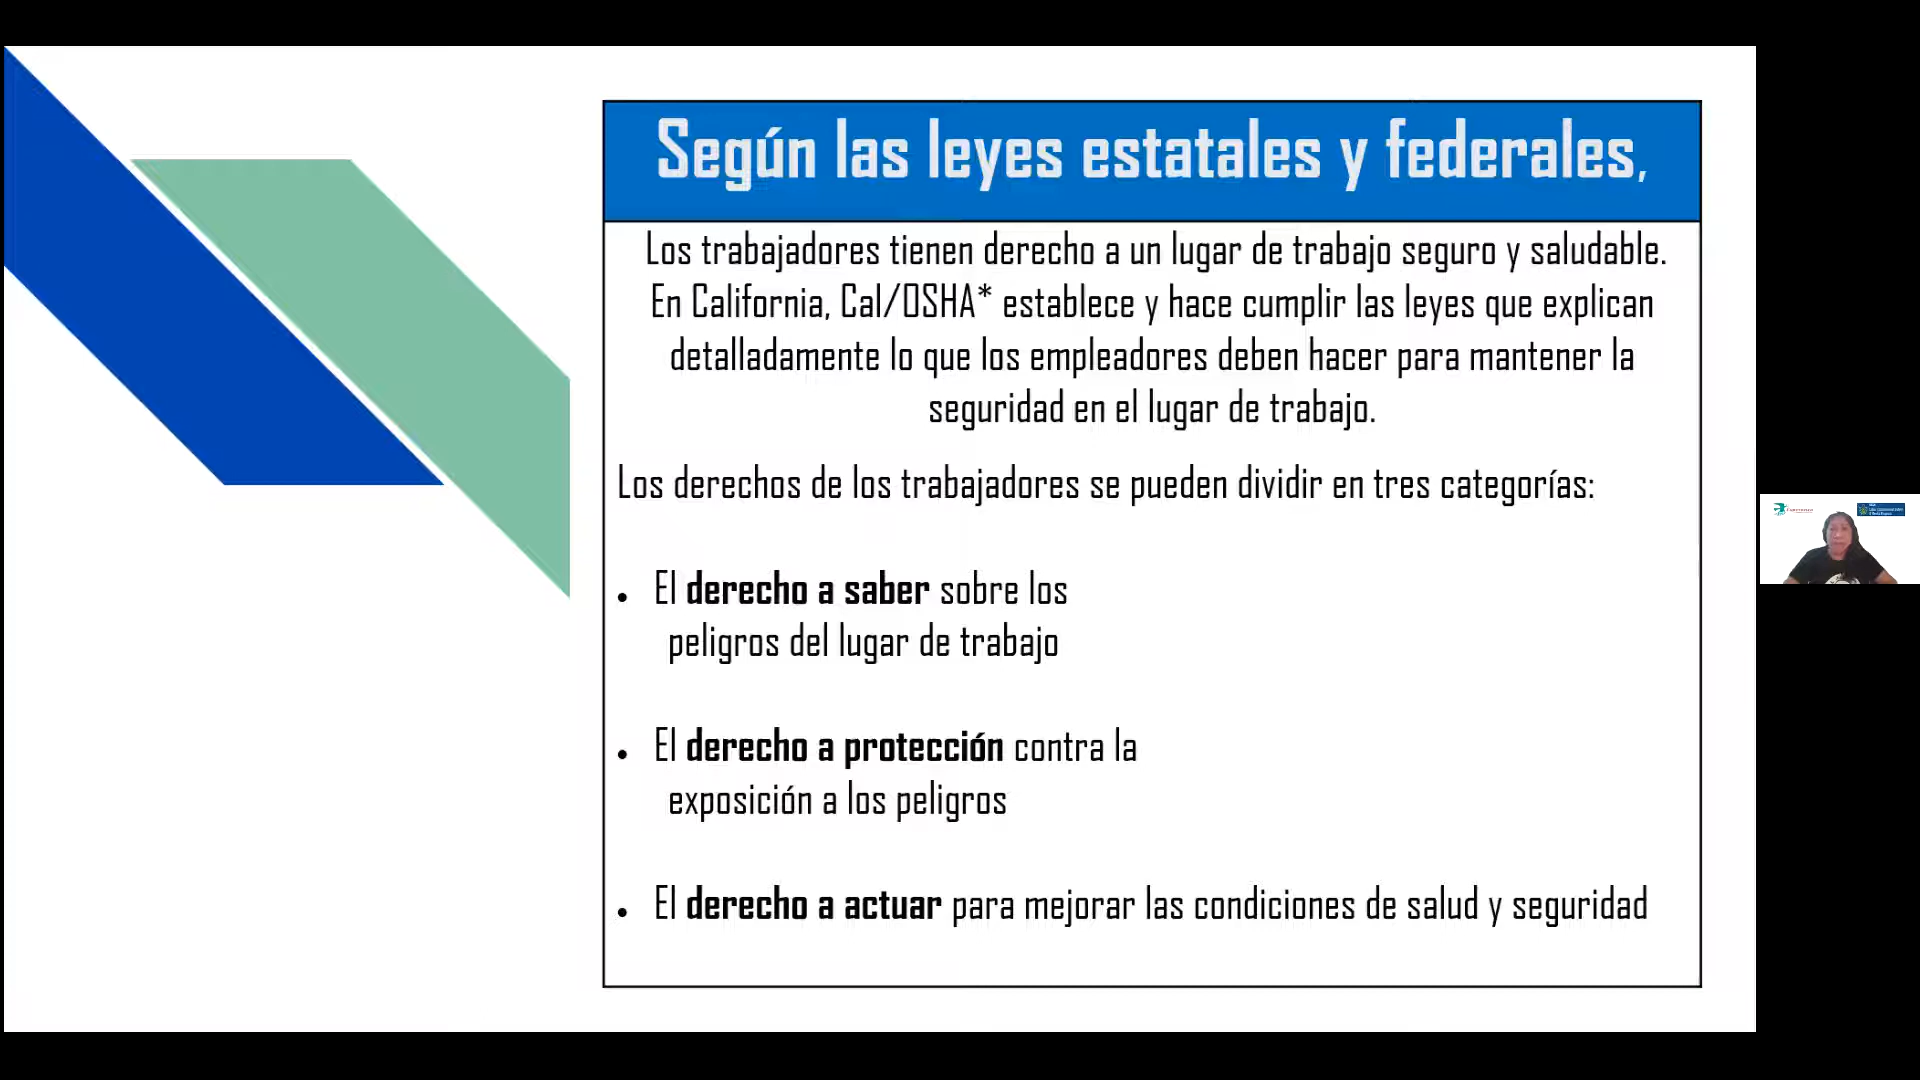 Según las leyes estatales y federales,
Los trabajadores tienen derecho a un lugar de trabajo seguro y saludable.
En California, Cal/OSHA* establece y hace cumplir las leyes que explican
detalladamente lo que los empleadores deben hacer para mantener la
seguridad en el lugar de trabajo.
Los derechos de los trabajadores se pueden dividir en tres categorías:
• El derecho a saber sobre los
peligros del lugar de trabajo
• El derecho a protección contra la
exposición a los peligros
• El derecho a actuar para mejorar las condiciones de salud y seguridad